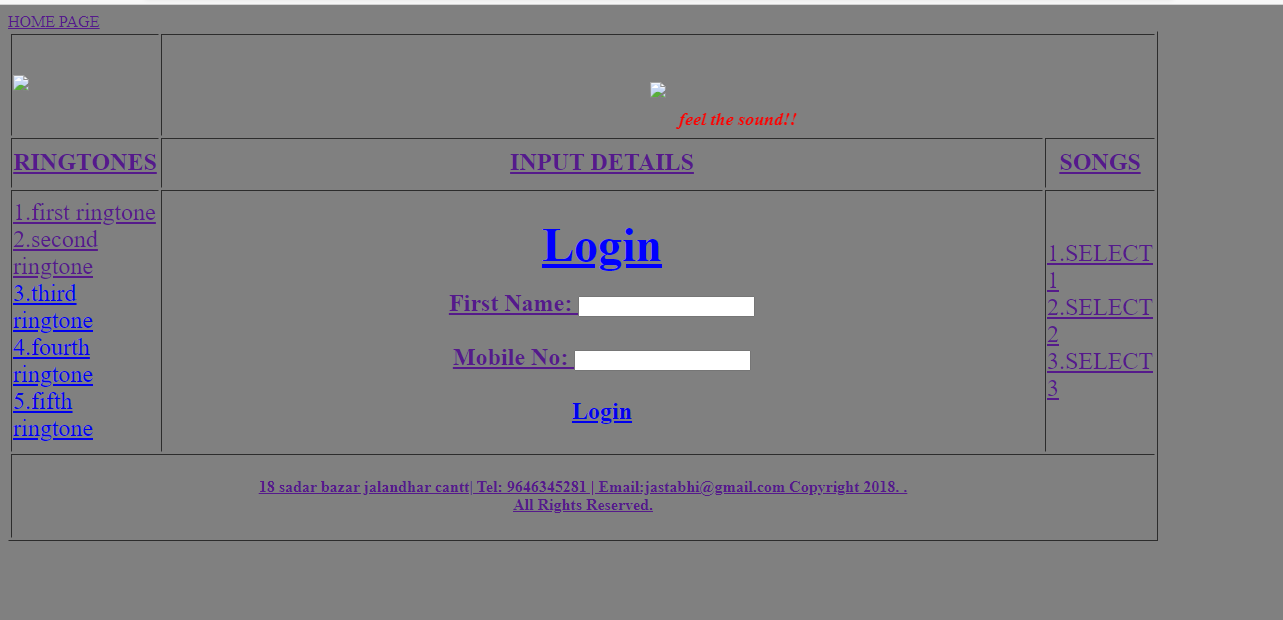 HOME PAGE
feel the sound!!
RINGTONES
INPUT DETAILS
SONGS
1.first ringtone
2.second
ringtone
3.third
ringtone
4.fourth
ringtone
5.fifth
ringtone
Login
First Name:
Mobile No:
Login
1.SELECT
1
2.SELECT
2
3.SELECT
3
18 sadar bazar jalandhar cantt| Tel: 9646345281 | Email:jastabhi@gmail.com Copyright 2018. .
All Rights Reserved.